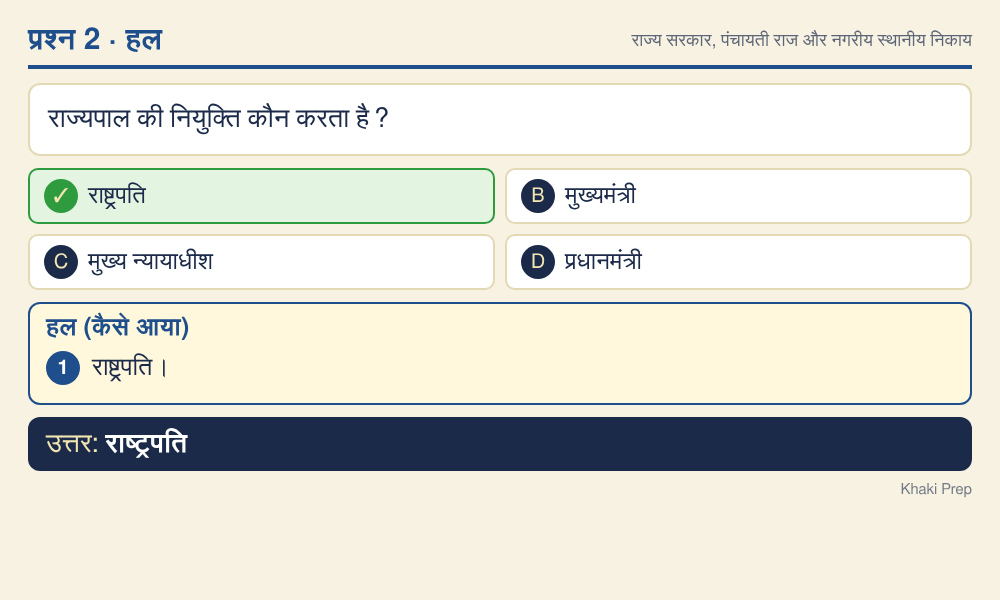 प्रश्न 2 · हल
राज्य सरकार, पंचायती राज और नगरीय स्थानीय निकाय
राज्यपाल की नियुक्ति कौन करता है ?
✓ राष्ट्रपति
B मुख्यमंत्री
C मुख्य न्यायाधीश
D प्रधानमंत्री
हल (कैसे आया)
1 राष्ट्रपति ।
उत्तर: राष्ट्रपति
Khaki Prep